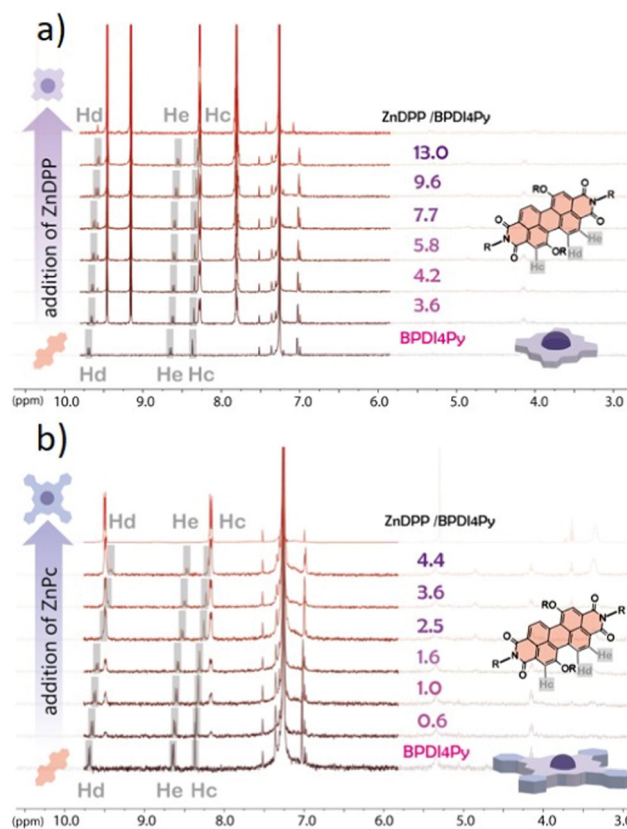 a)
Hd He Hc
ZnDPP /BPDI4Py
13.0
9.6
7.7
5.8
4.2
3.6
BPDI4Py
addition of ZnDPP
RO
O
N-R
O
O
R-N
O
OR
He
Hd
Hc
Hd He Hc
(ppm) 10.0 9.0 8.0 7.0 6.0 5.0 4.0 3.0
b)
Hd He Hc
ZnDPP /BPDI4Py
4.4
3.6
2.5
1.6
1.0
0.6
BPDI4Py
addition of ZnPc
RO
O
N-R
O
O
R-N
O
OR
He
Hd
Hc
Hd He Hc
(ppm) 10.0 9.0 8.0 7.0 6.0 5.0 4.0 3.0